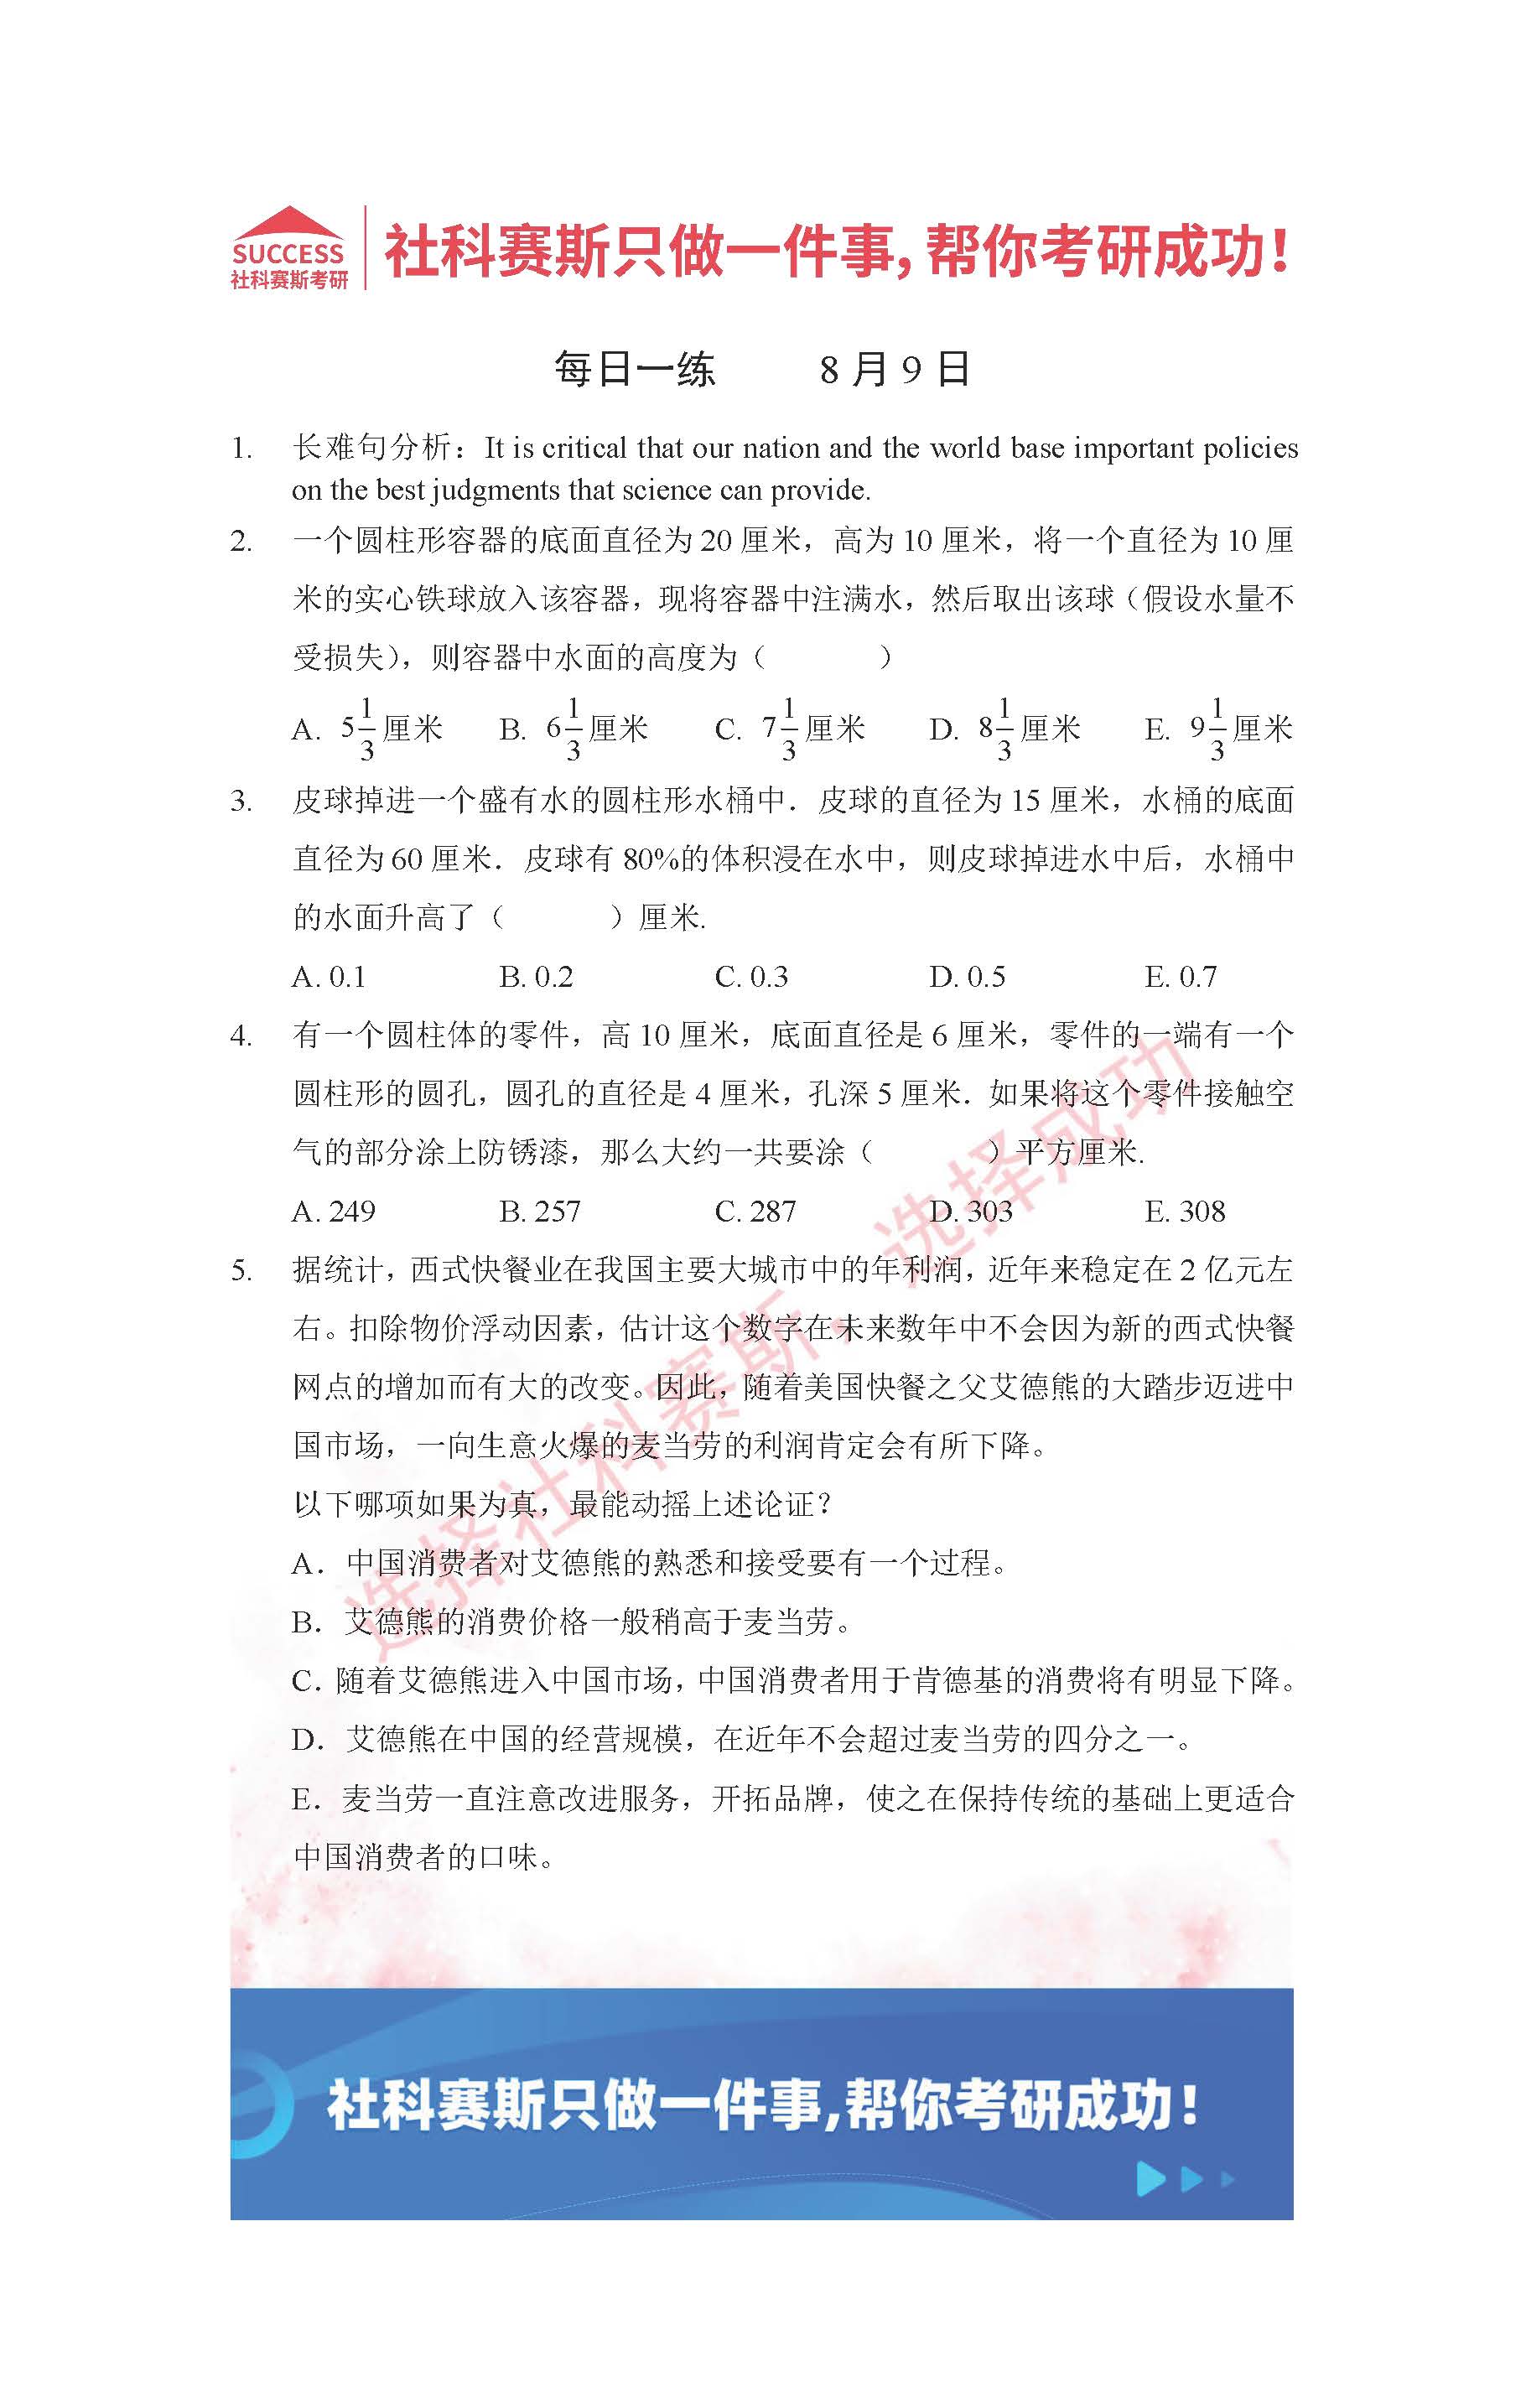 SUCCESS
社科赛斯考研
社科赛斯只做一件事,帮你考研成功!
每日一练 8月9日
1. 长难句分析：It is critical that our nation and the world base important policies
on the best judgments that science can provide.
2. 一个圆柱形容器的底面直径为20厘米，高为10厘米，将一个直径为10厘
米的实心铁球放入该容器，现将容器中注满水，然后取出该球（假设水量不
受损失），则容器中水面的高度为（ ）
A. 5 1/3 厘米 B. 6 1/3 厘米 C. 7 1/3 厘米 D. 8 1/3 厘米 E. 9 1/3 厘米
3. 皮球掉进一个盛有水的圆柱形水桶中．皮球的直径为15厘米，水桶的底面
直径为60厘米．皮球有80%的体积浸在水中，则皮球掉进水中后，水桶中
的水面升高了（ ）厘米.
A. 0.1 B. 0.2 C. 0.3 D. 0.5 E. 0.7
4. 有一个圆柱体的零件，高10厘米，底面直径是6厘米，零件的一端有一个
圆柱形的圆孔，圆孔的直径是4厘米，孔深5厘米．如果将这个零件接触空
气的部分涂上防锈漆，那么大约一共要涂（ ）平方厘米.
A. 249 B. 257 C. 287 D. 303 E. 308
5. 据统计，西式快餐业在我国主要大城市中的年利润，近年来稳定在2亿元左
右。扣除物价浮动因素，估计这个数字在未来数年中不会因为新的西式快餐
网点的增加而有大的改变。因此，随着美国快餐之父艾德熊的大踏步迈进中
国市场，一向生意火爆的麦当劳的利润肯定会有所下降。
以下哪项如果为真，最能动摇上述论证？
A．中国消费者对艾德熊的熟悉和接受要有一个过程。
B．艾德熊的消费价格一般稍高于麦当劳。
C．随着艾德熊进入中国市场，中国消费者用于肯德基的消费将有明显下降。
D．艾德熊在中国的经营规模，在近年不会超过麦当劳的四分之一。
E．麦当劳一直注意改进服务，开拓品牌，使之在保持传统的基础上更适合
中国消费者的口味。
选择社科赛斯，选择成功
社科赛斯只做一件事,帮你考研成功!